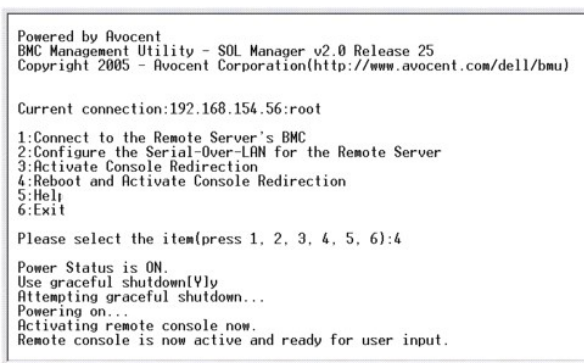 Powered by Avocent
BMC Management Utility - SOL Manager v2.0 Release 25
Copyright 2005 - Avocent Corporation(http://www.avocent.com/dell/bmu)
Current connection:192.168.154.56:root
1:Connect to the Remote Server's BMC
2:Configure the Serial-Over-LAN for the Remote Server
3:Activate Console Redirection
4:Reboot and Activate Console Redirection
5:Help
6:Exit
Please select the item(press 1, 2, 3, 4, 5, 6):4
Power Status is ON.
Use graceful shutdown[Y]y
Attempting graceful shutdown...
Powering on...
Activating remote console now.
Remote console is now active and ready for user input.